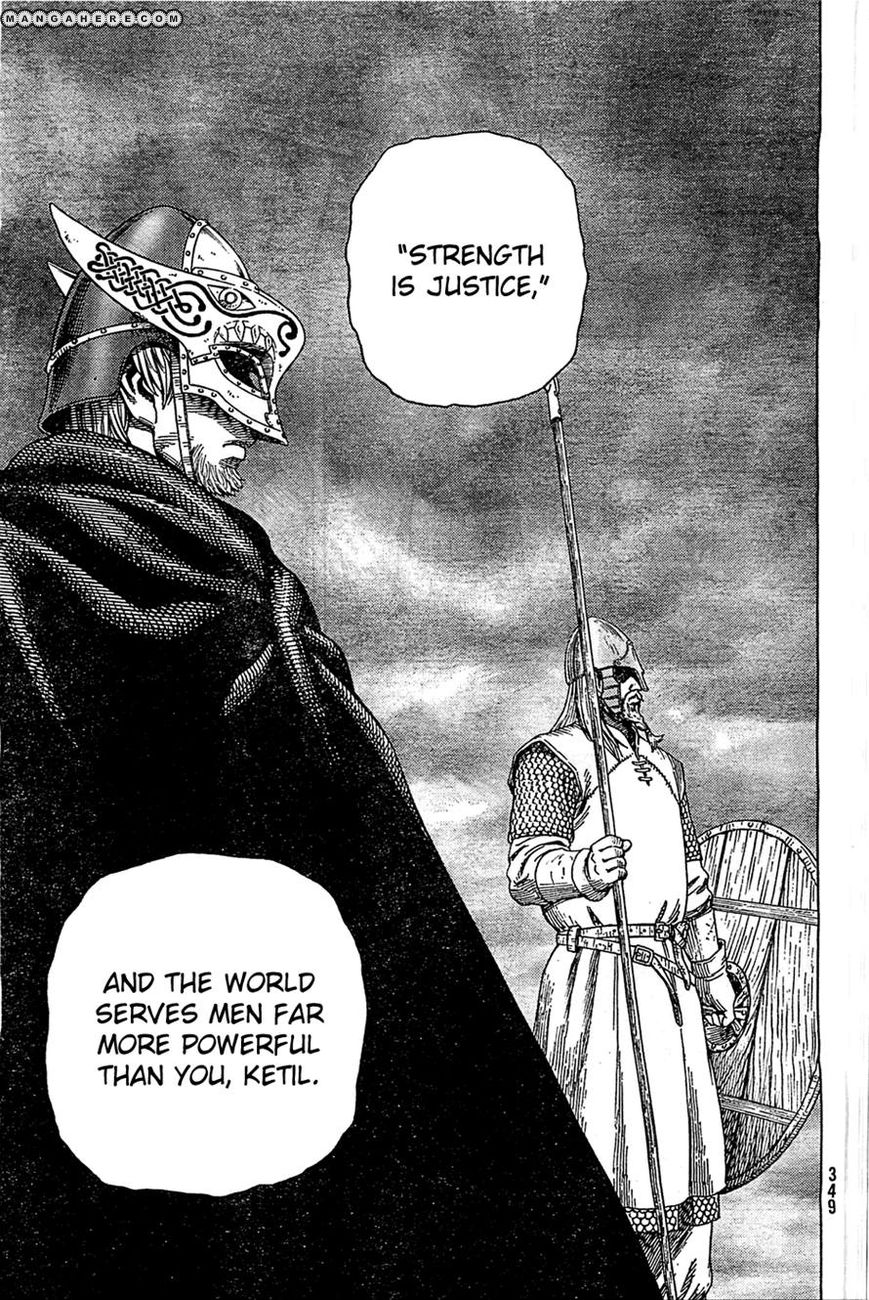 MANGAHERE.COM
"STRENGTH
IS JUSTICE,"
AND THE WORLD
SERVES MEN FAR
MORE POWERFUL
THAN YOU, KETIL.
349